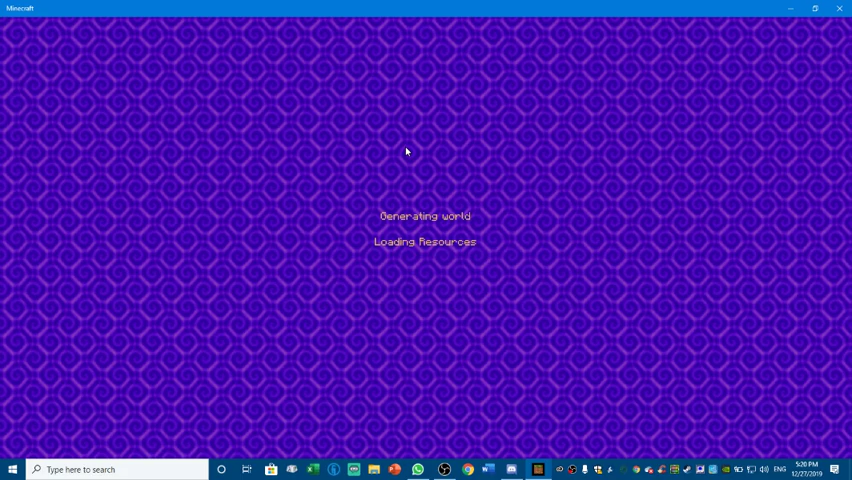 Minecraft
Generating world
Loading Resources
Type here to search
ENG
5:20 PM
12/27/2019